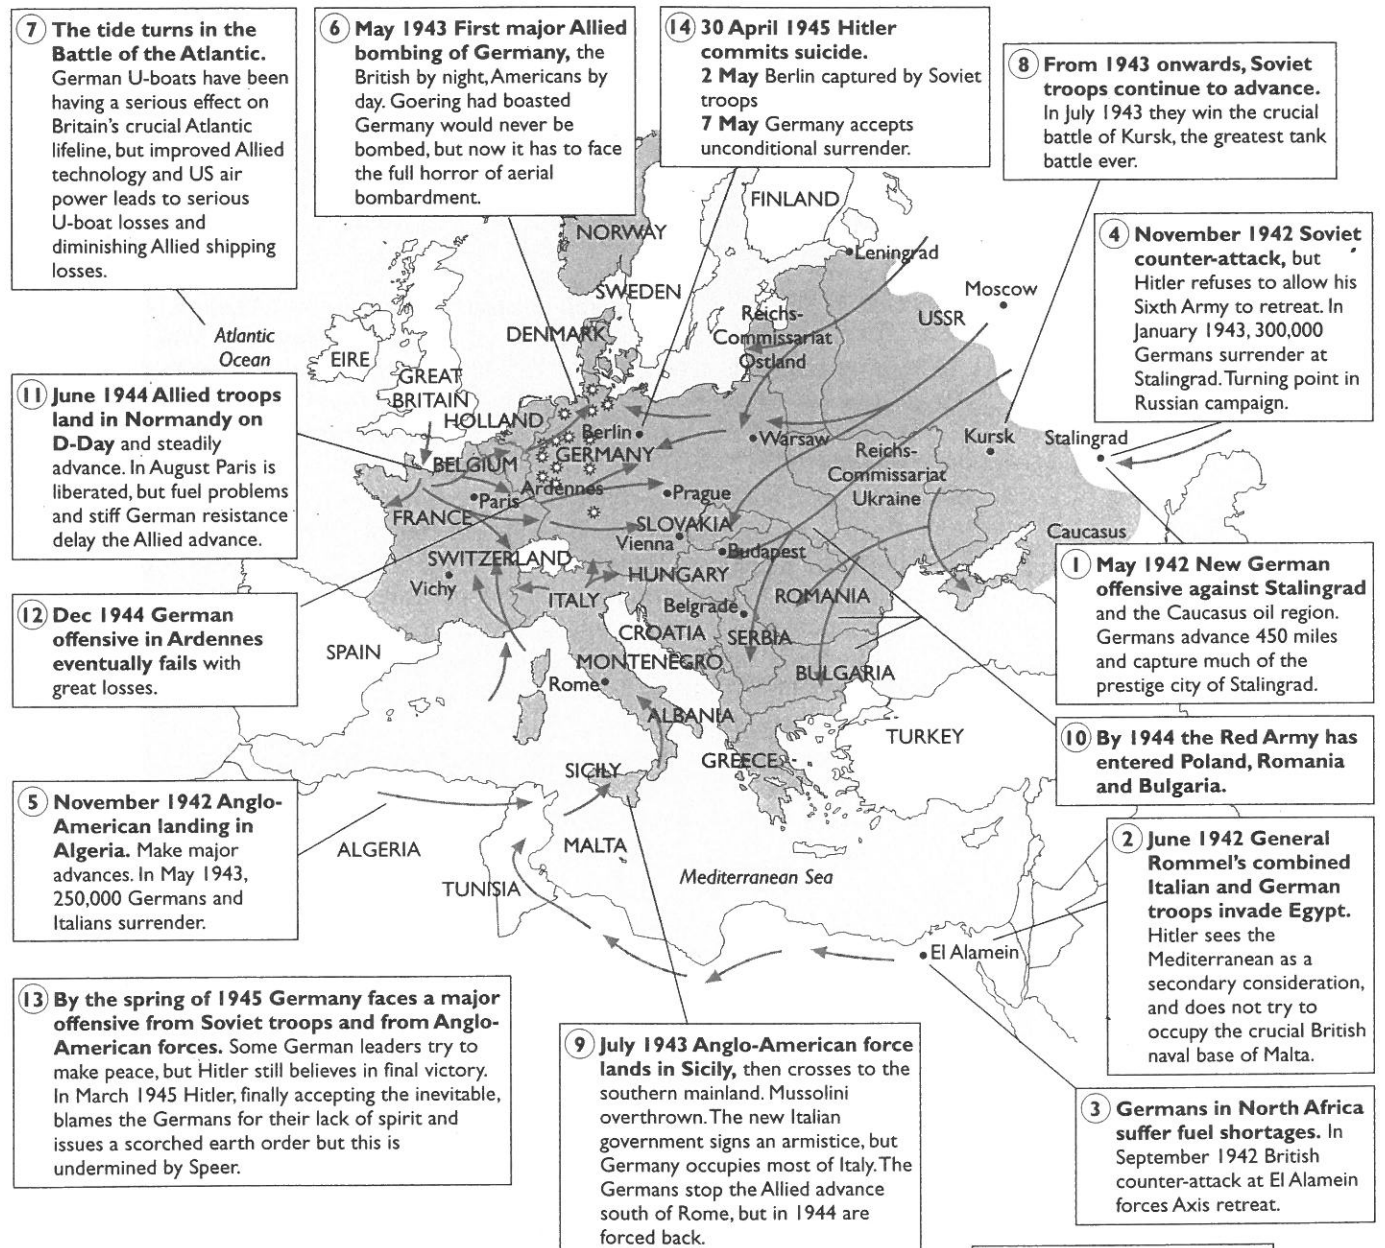 7 The tide turns in the
Battle of the Atlantic.
German U-boats have been
having a serious effect on
Britain's crucial Atlantic
lifeline, but improved Allied
technology and US air
power leads to serious
U-boat losses and
diminishing Allied shipping
losses.
6 May 1943 First major Allied
bombing of Germany, the
British by night, Americans by
day. Goering had boasted
Germany would never be
bombed, but now it has to face
the full horror of aerial
bombardment.
14 30 April 1945 Hitler
commits suicide.
2 May Berlin captured by Soviet
troops
7 May Germany accepts
unconditional surrender.
8 From 1943 onwards, Soviet
troops continue to advance.
In July 1943 they win the crucial
battle of Kursk, the greatest tank
battle ever.
4 November 1942 Soviet
counter-attack, but
Hitler refuses to allow his
Sixth Army to retreat. In
January 1943, 300,000
Germans surrender at
Stalingrad. Turning point in
Russian campaign.
FINLAND
NORWAY
Leningrad
SWEDEN
Moscow
USSR
Reichs-
Commissariat
Ostland
DENMARK
Atlantic
Ocean
EIRE
GREAT
BRITAIN
HOLLAND
Berlin
Warsaw
Kursk
Stalingrad
GERMANY
BELGIUM
Reichs-
Commissariat
Ukraine
Ardennes
Paris
Prague
FRANCE
SLOVAKIA
Vienna
Caucasus
SWITZERLAND
Budapest
HUNGARY
Vichy
ITALY
ROMANIA
Belgrade
CROATIA
SERBIA
SPAIN
MONTENEGRO
BULGARIA
Rome
ALBANIA
TURKEY
GREECE
SICILY
ALGERIA
MALTA
TUNISIA
Mediterranean Sea
El Alamein
11 June 1944 Allied troops
land in Normandy on
D-Day and steadily
advance. In August Paris is
liberated, but fuel problems
and stiff German resistance
delay the Allied advance.
12 Dec 1944 German
offensive in Ardennes
eventually fails with
great losses.
5 November 1942 Anglo-
American landing in
Algeria. Make major
advances. In May 1943,
250,000 Germans and
Italians surrender.
1 May 1942 New German
offensive against Stalingrad
and the Caucasus oil region.
Germans advance 450 miles
and capture much of the
prestige city of Stalingrad.
10 By 1944 the Red Army has
entered Poland, Romania
and Bulgaria.
2 June 1942 General
Rommel's combined
Italian and German
troops invade Egypt.
Hitler sees the
Mediterranean as a
secondary consideration,
and does not try to
occupy the crucial British
naval base of Malta.
13 By the spring of 1945 Germany faces a major
offensive from Soviet troops and from Anglo-
American forces. Some German leaders try to
make peace, but Hitler still believes in final victory.
In March 1945 Hitler, finally accepting the inevitable,
blames the Germans for their lack of spirit and
issues a scorched earth order but this is
undermined by Speer.
9 July 1943 Anglo-American force
lands in Sicily, then crosses to the
southern mainland. Mussolini
overthrown. The new Italian
government signs an armistice, but
Germany occupies most of Italy. The
Germans stop the Allied advance
south of Rome, but in 1944 are
forced back.
3 Germans in North Africa
suffer fuel shortages. In
September 1942 British
counter-attack at El Alamein
forces Axis retreat.